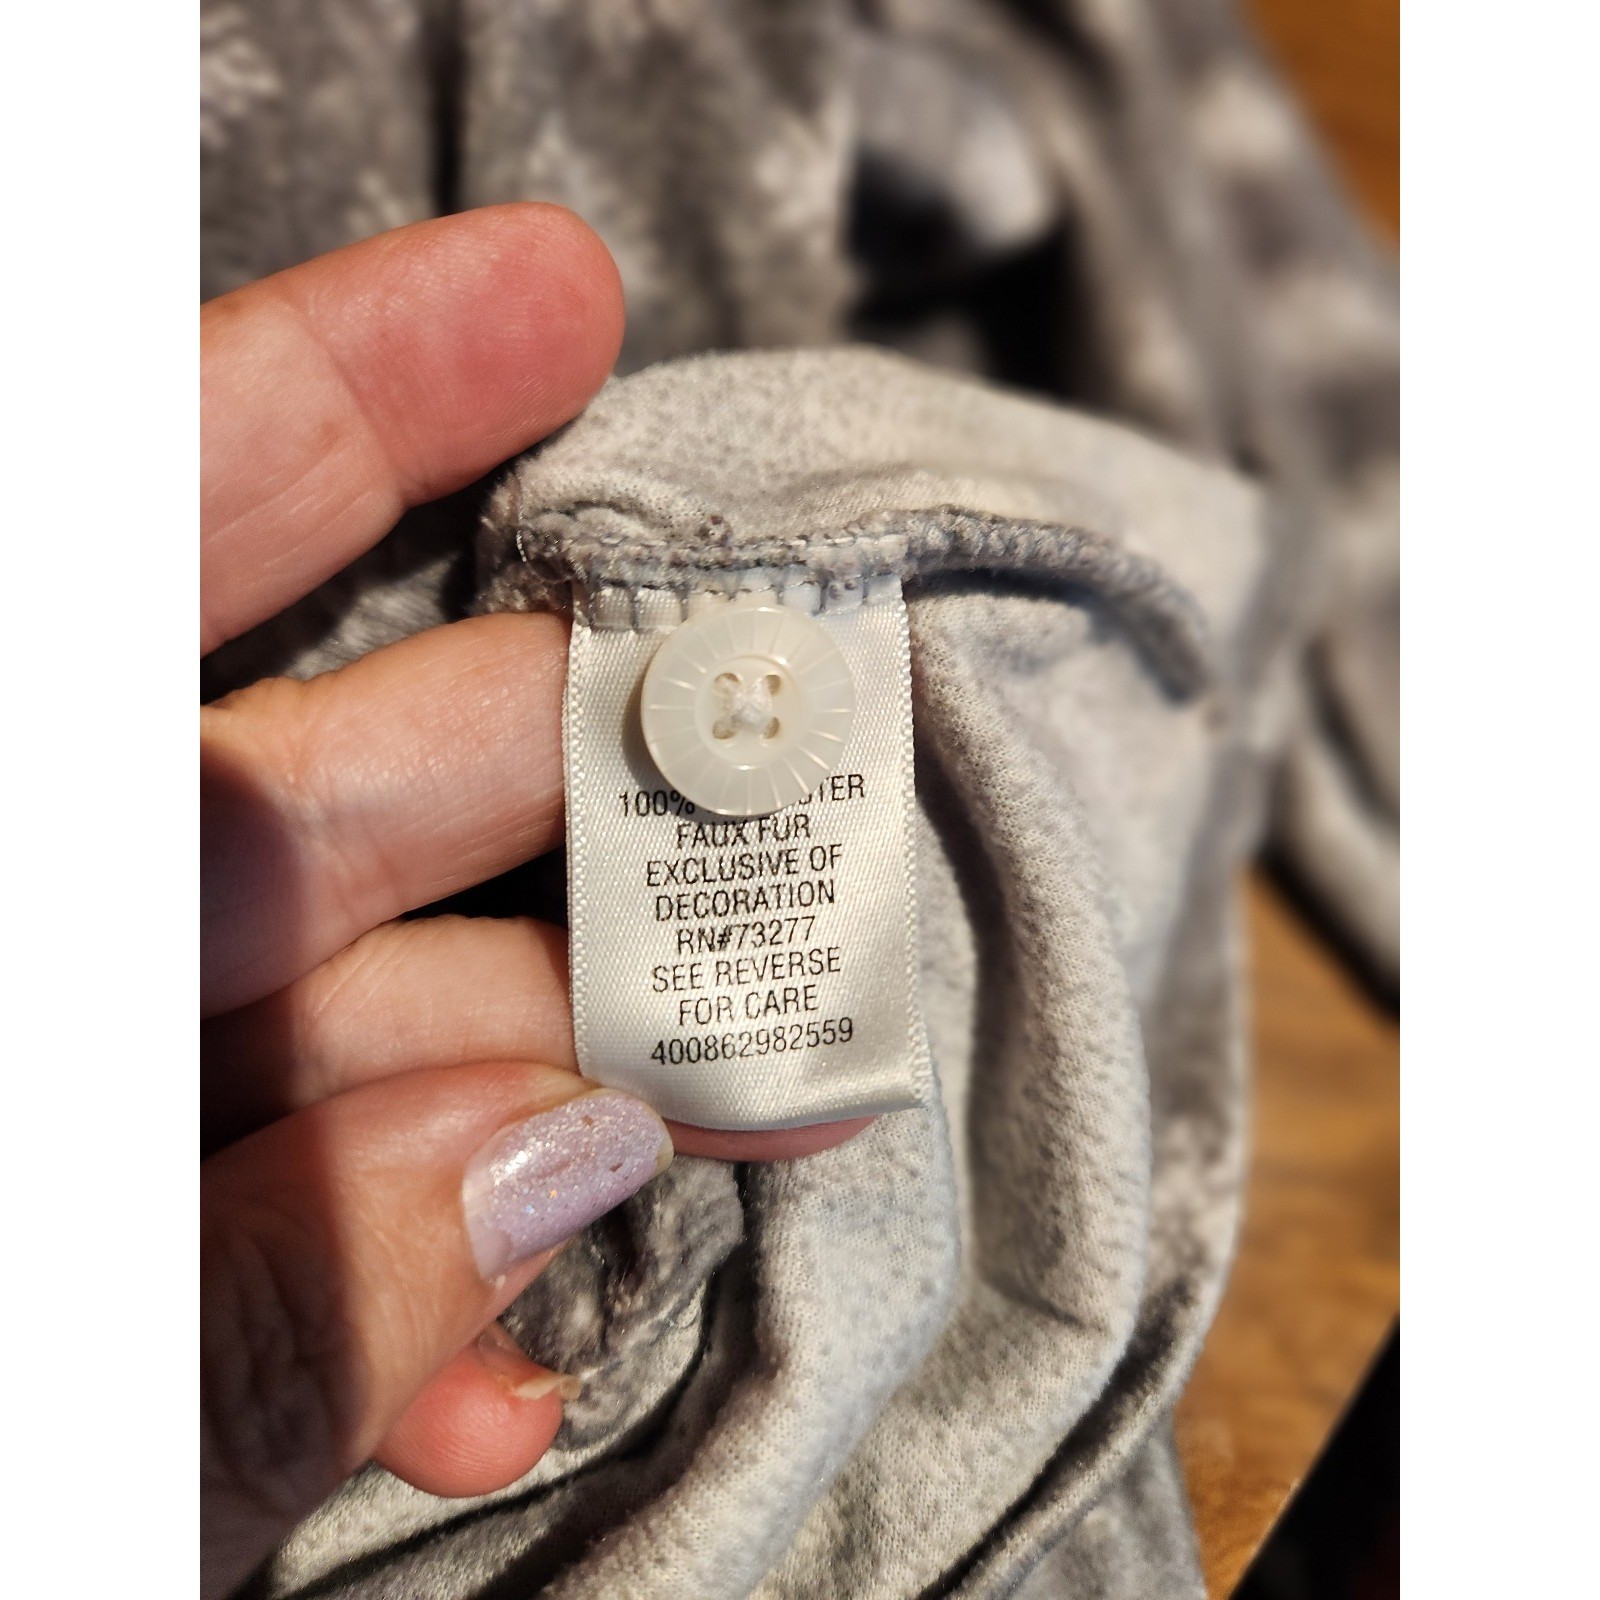 100%
FAUX FUR
EXCLUSIVE OF
DECORATION
RN#73277
SEE REVERSE
FOR CARE
400862982559